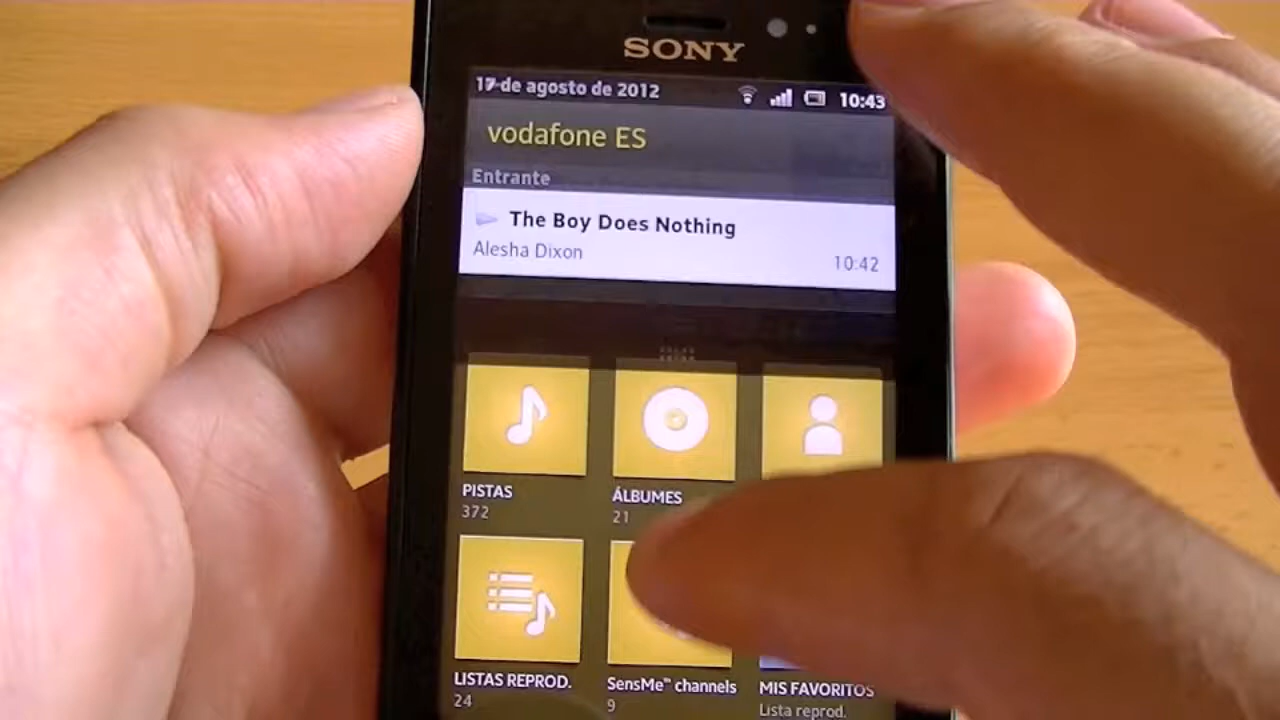 SONY
17 de agosto de 2012 10:43
vodafone ES
Entrante
The Boy Does Nothing
Alesha Dixon
10:42
PISTAS
372
ÁLBUMES
21
LISTAS REPROD.
24
SensMe™ channels
9
MIS FAVORITOS
Lista reprod.